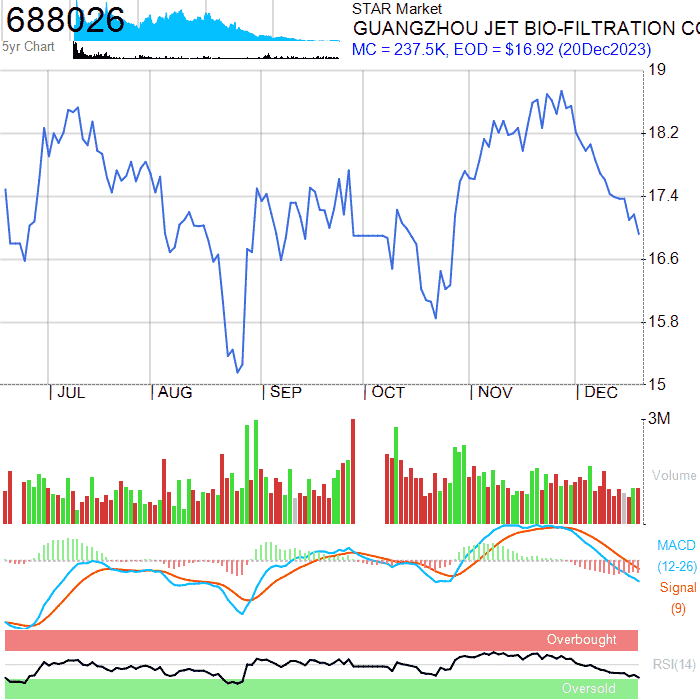 688026
STAR Market
GUANGZHOU JET BIO-FILTRATION CO
5yr Chart
MC = 237.5K, EOD = $16.92 (20Dec2023)
19
18.2
17.4
16.6
15.8
15
JUL AUG SEP OCT NOV DEC
3M
Volume
MACD
(12-26)
Signal
(9)
Overbought
RSI(14)
Oversold